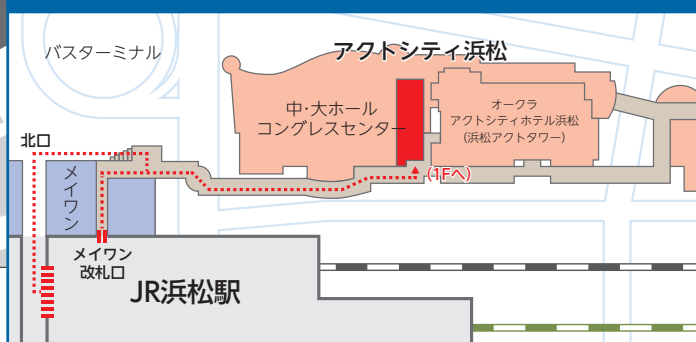 バスターミナル
アクトシティ浜松
中・大ホール
コングレスセンター
オークラ
アクトシティホテル浜松
(浜松アクトタワー)
北口
メイワン
(1Fへ)
メイワン
改札口
JR浜松駅